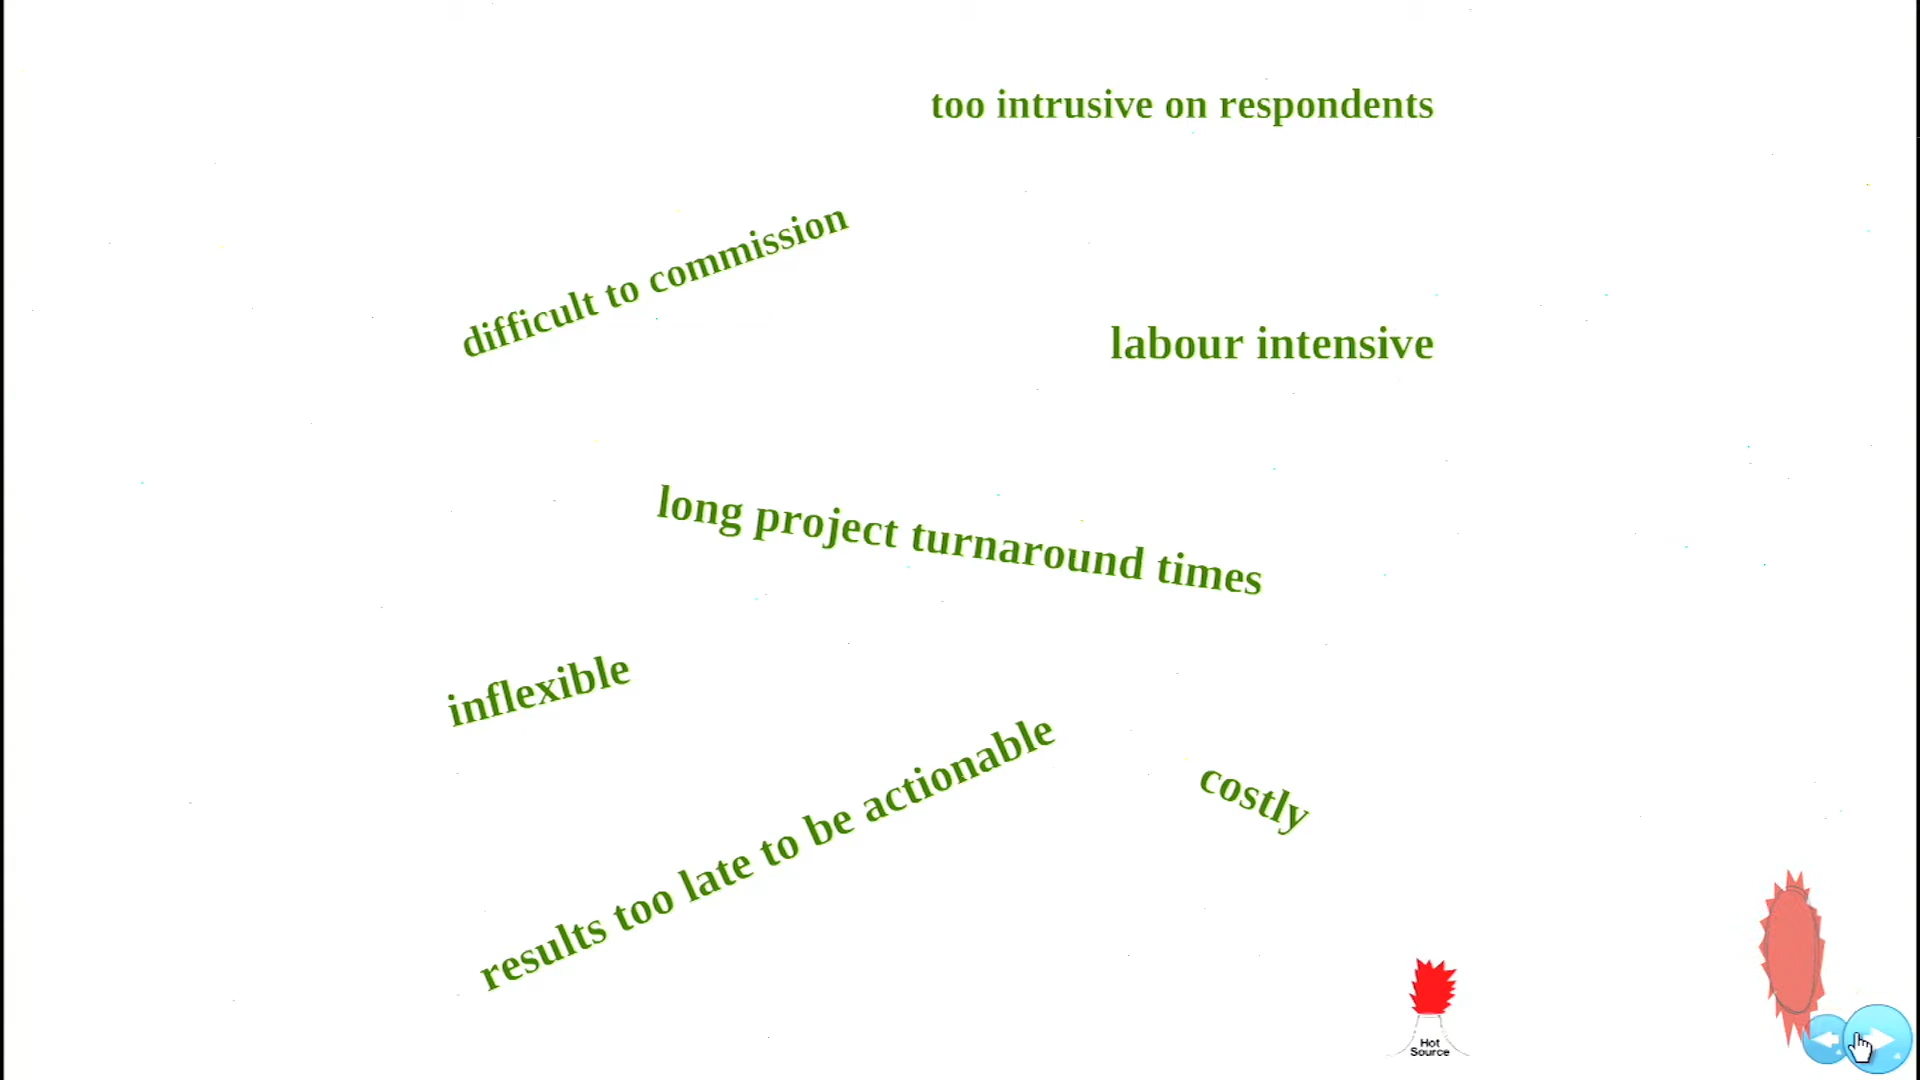 too intrusive on respondents
difficult to commission
labour intensive
long project turnaround times
inflexible
results too late to be actionable
costly
Hot
Source